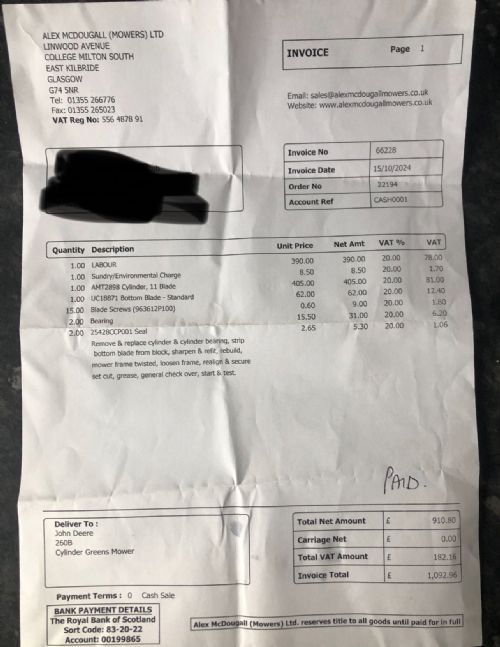 ALEX MCDOUGALL (MOWERS) LTD
LINWOOD AVENUE
COLLEGE MILTON SOUTH
EAST KILBRIDE
GLASGOW
G74 5NR
Tel: 01355 266776
Fax: 01355 265023
VAT Reg No: 556 4878 91
INVOICE Page 1
Email: sales@alexmcdougallmowers.co.uk
Website: www.alexmcdougallmowers.co.uk
Invoice No 66228
Invoice Date 15/10/2024
Order No 22194
Account Ref CASH0001
Quantity Description Unit Price Net Amt VAT % VAT
1.00 LABOUR 390.00 390.00 20.00 78.00
1.00 Sundry/Environmental Charge 8.50 8.50 20.00 1.70
1.00 AMT2898 Cylinder, 11 Blade 405.00 405.00 20.00 81.00
1.00 UC18871 Bottom Blade - Standard 62.00 62.00 20.00 12.40
15.00 Blade Screws (963612P100) 0.60 9.00 20.00 1.80
2.00 Bearing 15.50 31.00 20.00 6.20
2.00 25428CCP001 Seal 2.65 5.30 20.00 1.06
Remove & replace cylinder & cylinder bearing, strip
bottom blade from block, sharpen & refit, rebuild,
mower frame twisted, loosen frame, realign & secure
set cut, grease, general check over, start & test.
PAID.
Deliver To :
John Deere
260B
Cylinder Greens Mower
Total Net Amount £ 910.80
Carriage Net £ 0.00
Total VAT Amount £ 182.16
Invoice Total £ 1,092.96
Payment Terms : 0 Cash Sale
BANK PAYMENT DETAILS
The Royal Bank of Scotland
Sort Code: 83-20-22
Account: 00199865
Alex McDougall (Mowers) Ltd. reserves title to all goods until paid for in full